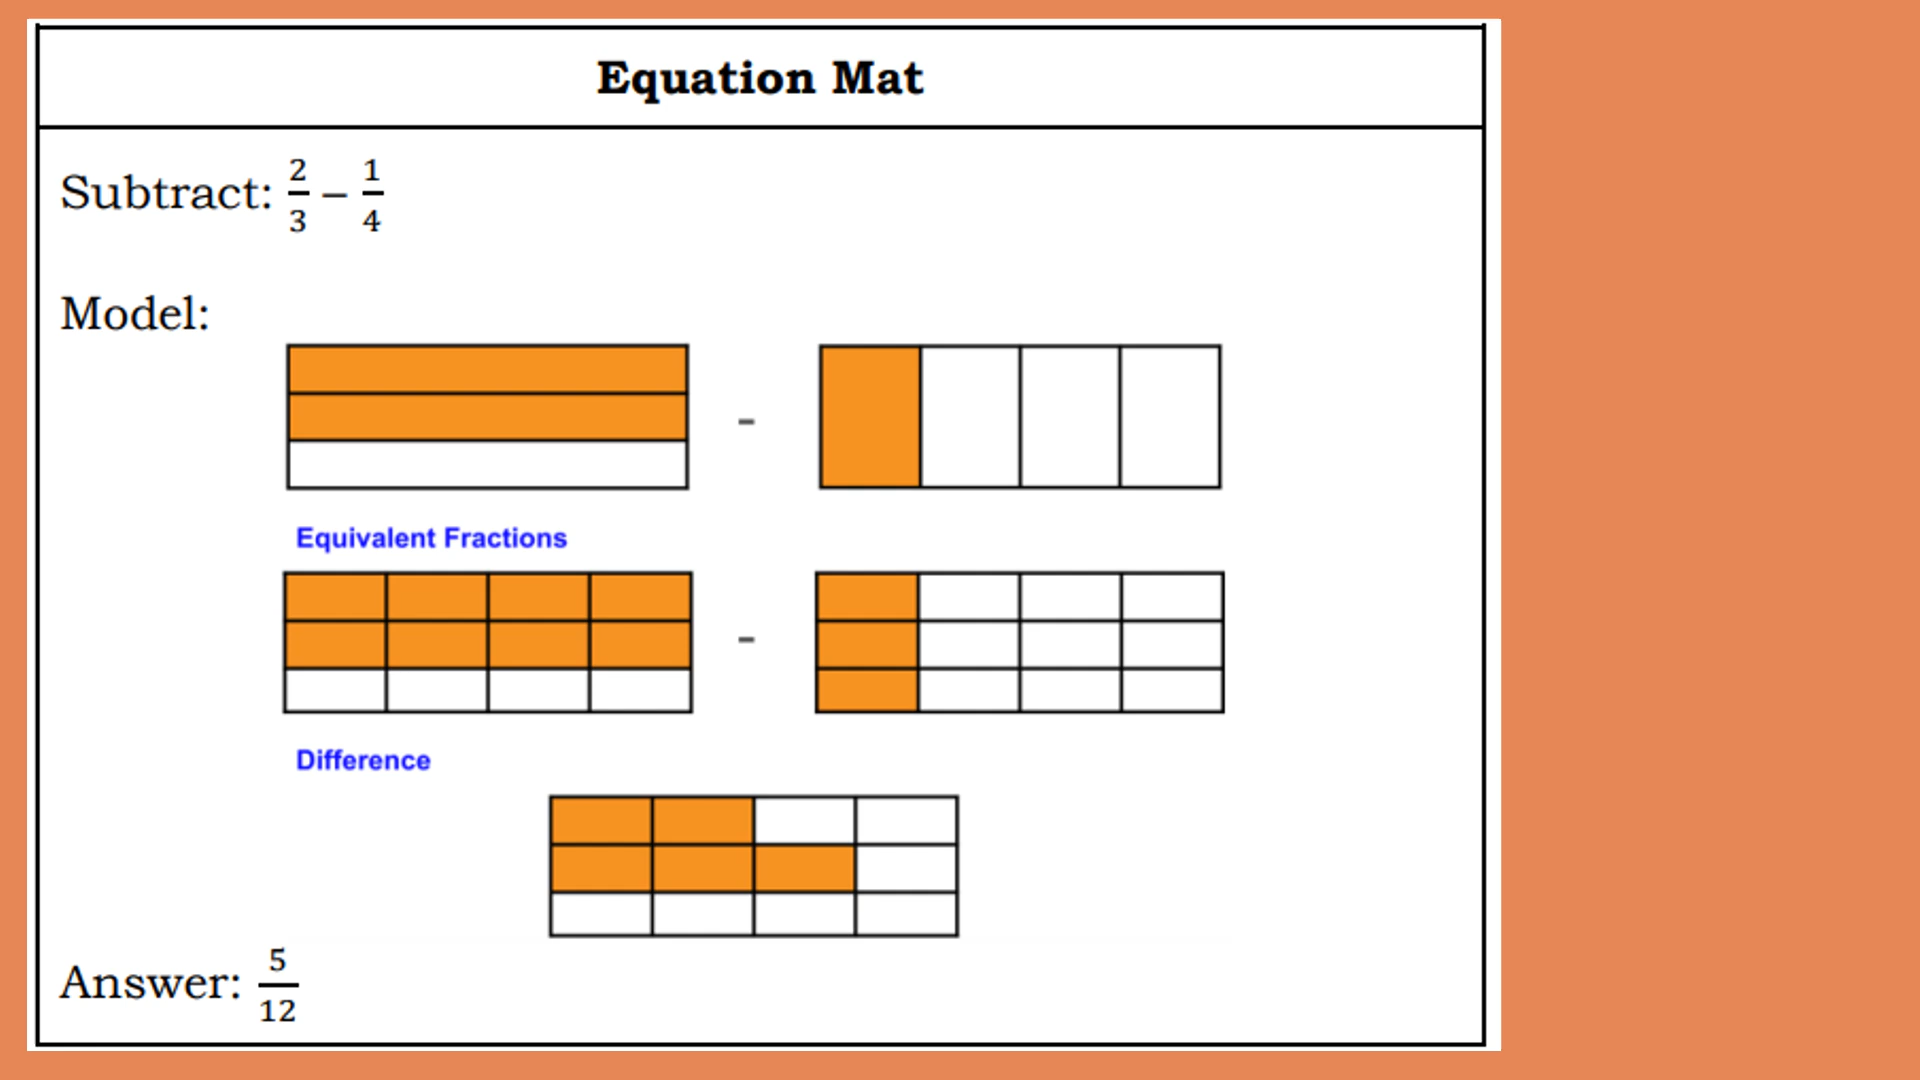 Equation Mat
Subtract: 2/3 − 1/4
Model:
-
Equivalent Fractions
-
Difference
Answer: 5/12